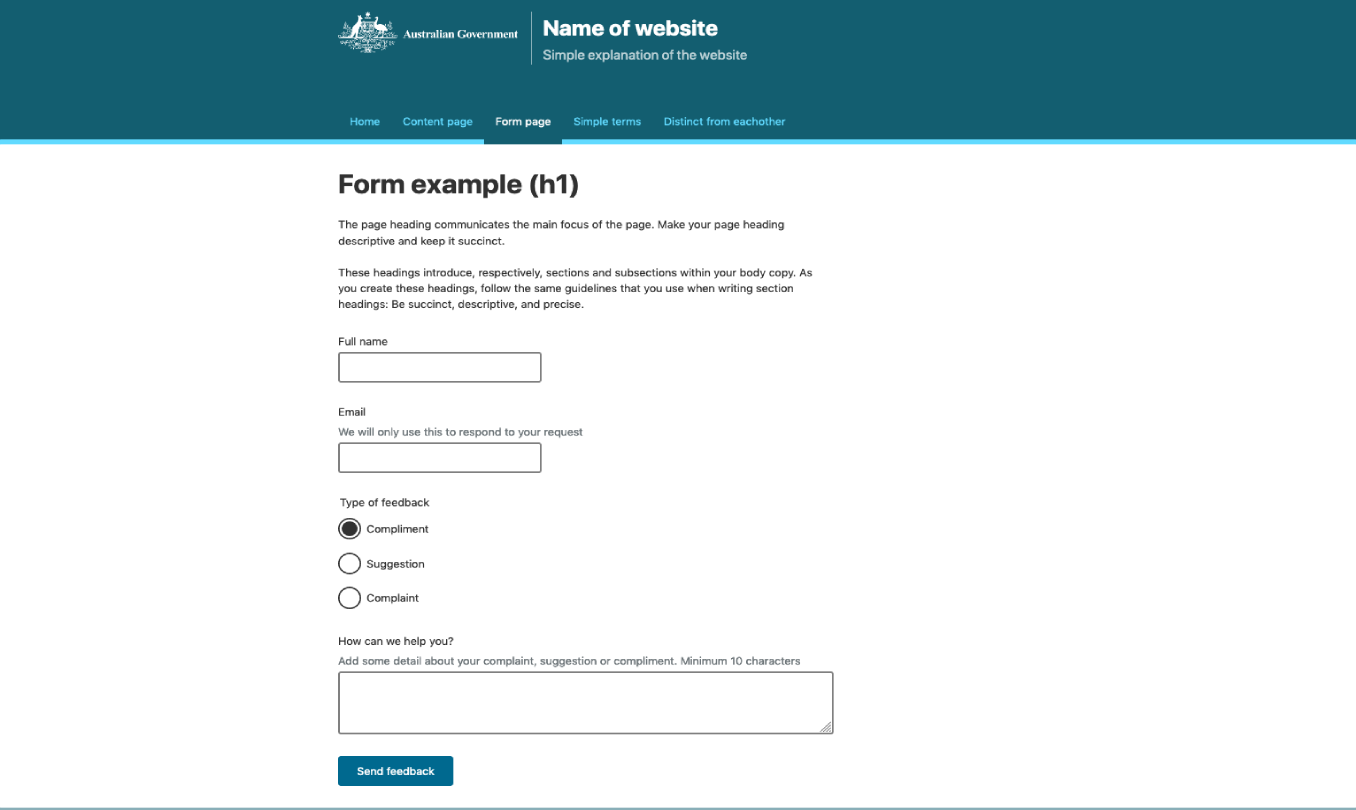 Australian Government
Name of website
Simple explanation of the website
Home Content page Form page Simple terms Distinct from eachother
Form example (h1)
The page heading communicates the main focus of the page. Make your page heading
descriptive and keep it succinct.
These headings introduce, respectively, sections and subsections within your body copy. As
you create these headings, follow the same guidelines that you use when writing section
headings: Be succinct, descriptive, and precise.
Full name
Email
We will only use this to respond to your request
Type of feedback
Compliment
Suggestion
Complaint
How can we help you?
Add some detail about your complaint, suggestion or compliment. Minimum 10 characters
Send feedback